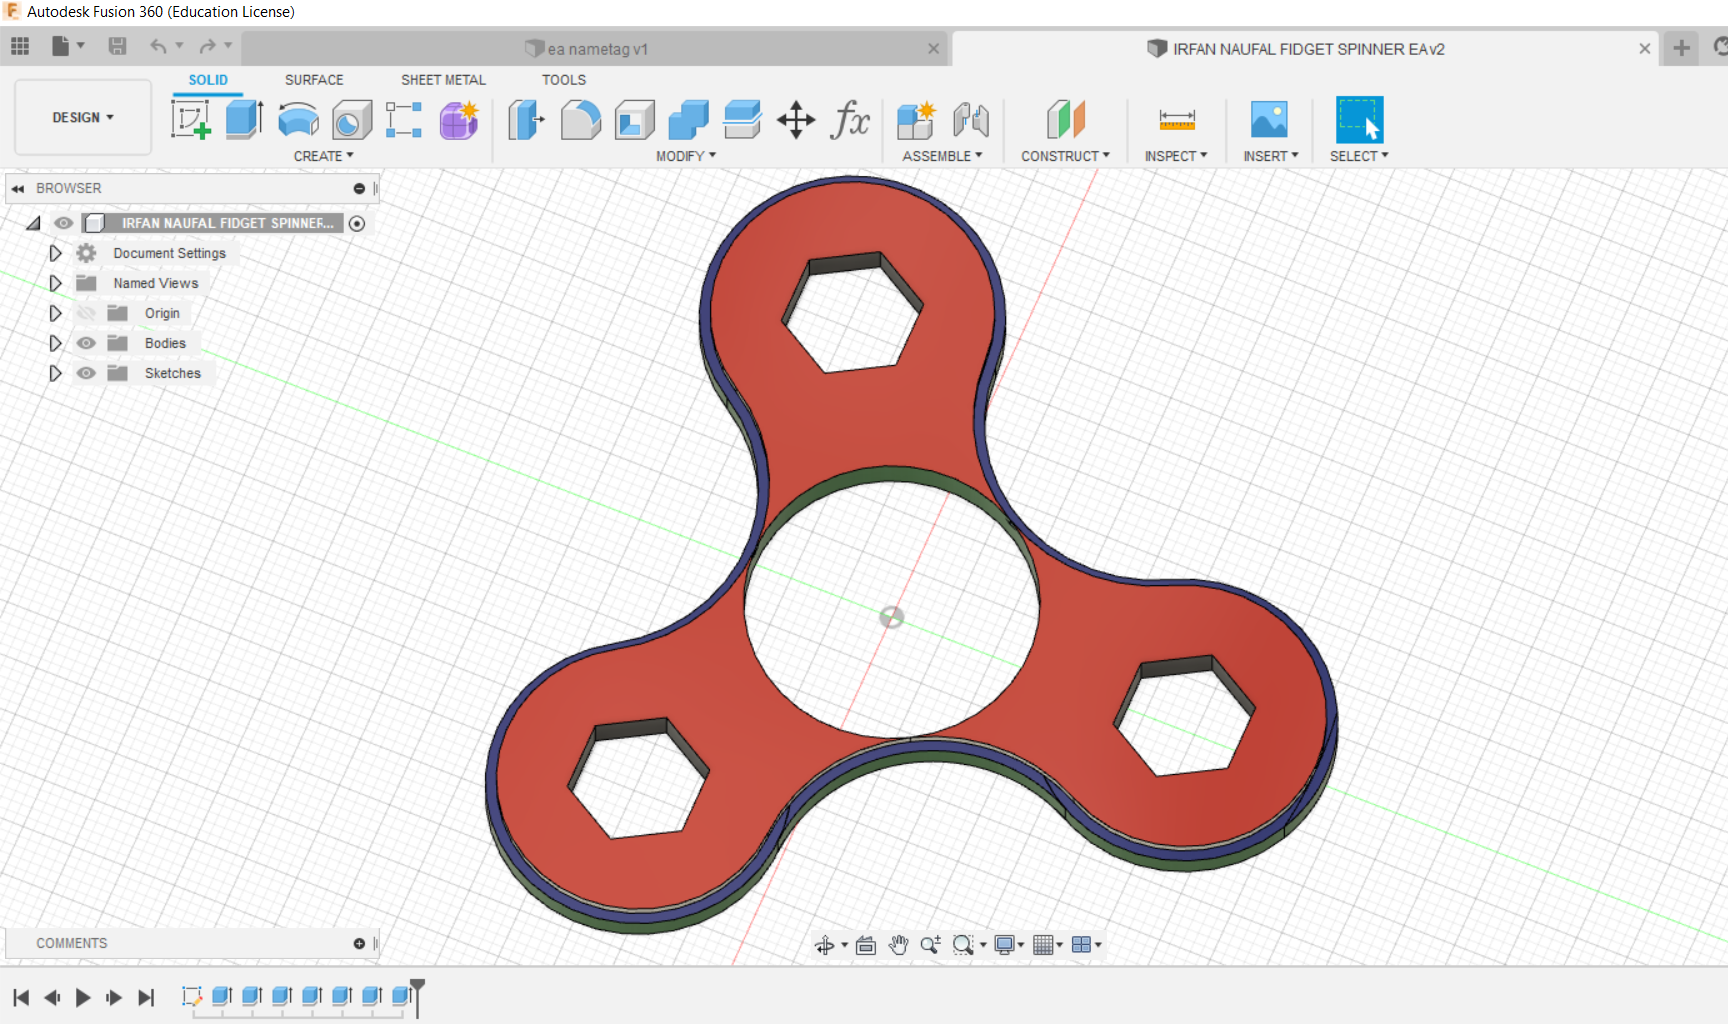 Autodesk Fusion 360 (Education License)
ea nametag v1
IRFAN NAUFAL FIDGET SPINNER EA v2
DESIGN
SOLID
SURFACE
SHEET METAL
TOOLS
fx
CREATE
MODIFY
ASSEMBLE
CONSTRUCT
INSPECT
INSERT
SELECT
BROWSER
IRFAN NAUFAL FIDGET SPINNER...
Document Settings
Named Views
Origin
Bodies
Sketches
COMMENTS